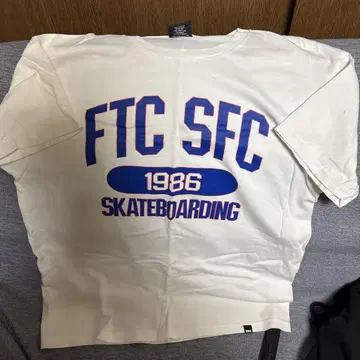 FTC SFC
1986
SKATEBOARDING